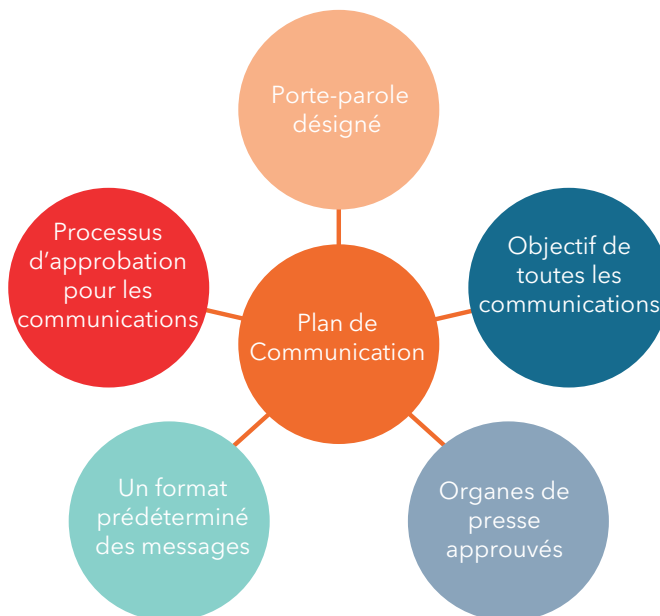 Porte-parole
désigné
Processus
d'approbation
pour les
communications
Objectif de
toutes les
communications
Plan de
Communication
Un format
prédéterminé
des messages
Organes de
presse
approuvés